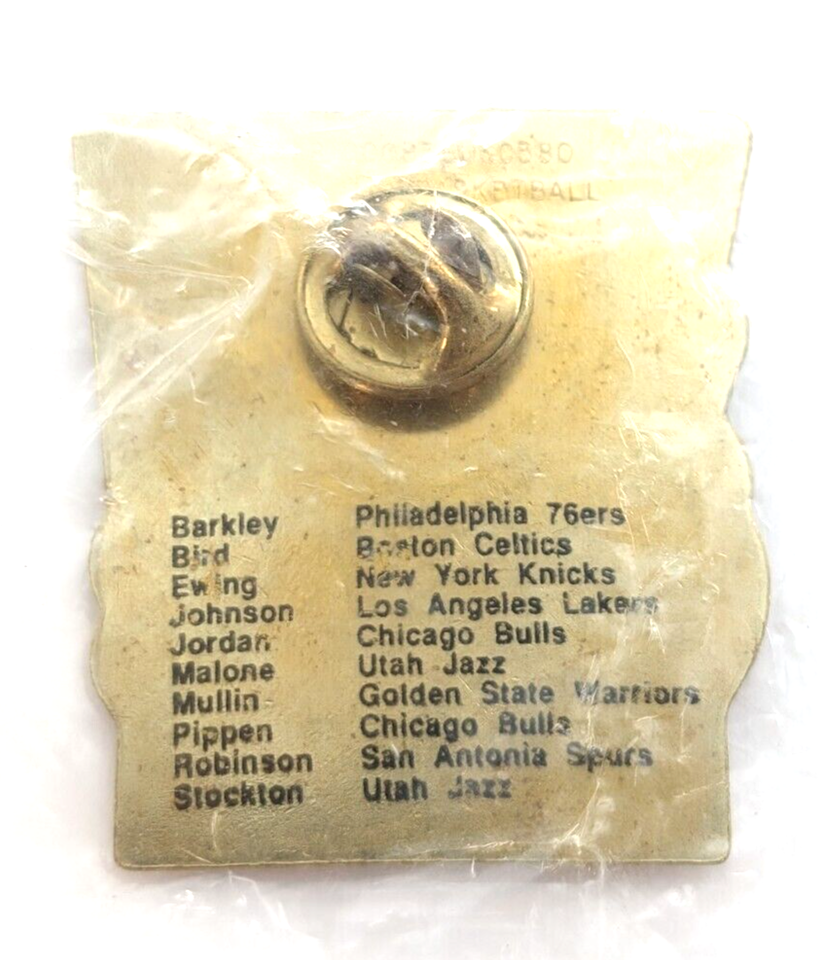 Barkley Philadelphia 76ers
Bird Boston Celtics
Ewing New York Knicks
Johnson Los Angeles Lakers
Jordan Chicago Bulls
Malone Utah Jazz
Mullin Golden State Warriors
Pippen Chicago Bulls
Robinson San Antonia Spurs
Stockton Utah Jazz